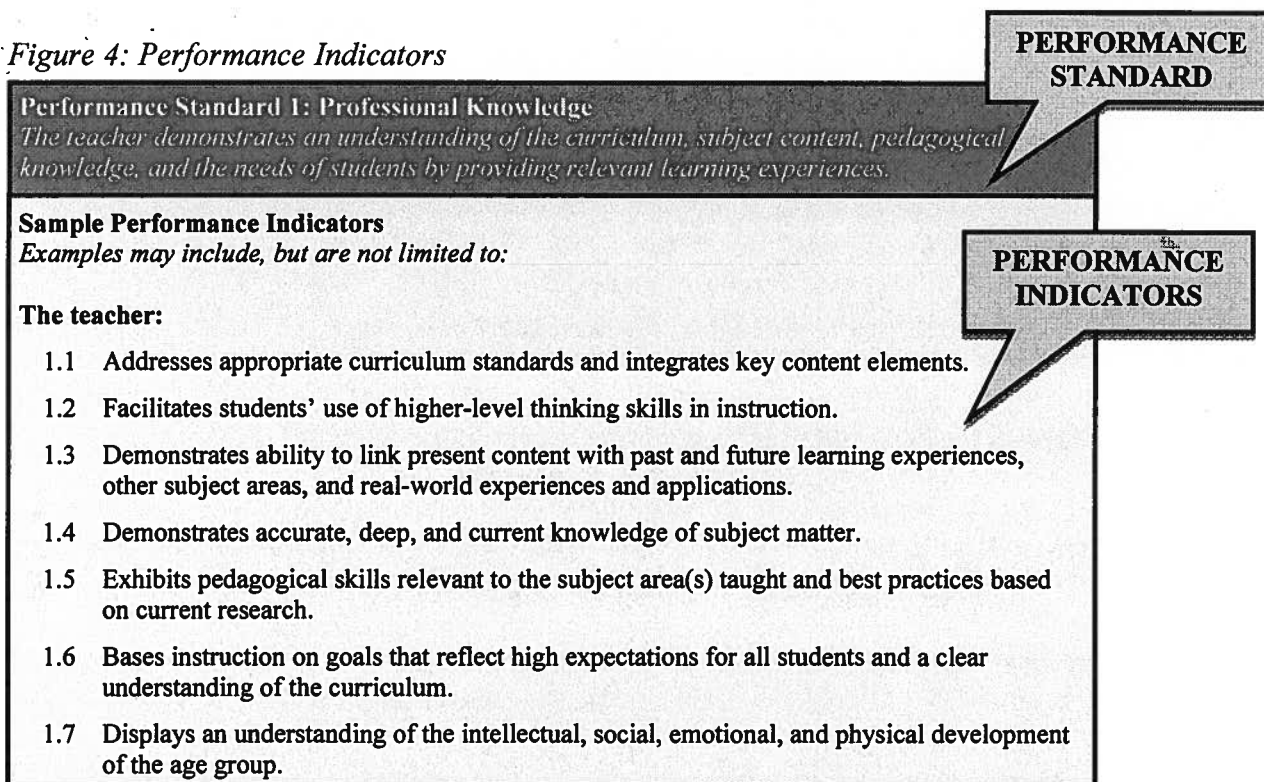 Figure 4: Performance Indicators
PERFORMANCE
STANDARD
Performance Standard 1: Professional Knowledge
The teacher demonstrates an understanding of the curriculum, subject content, pedagogical
knowledge, and the needs of students by providing relevant learning experiences.
Sample Performance Indicators
Examples may include, but are not limited to:
PERFORMANCE
INDICATORS
The teacher:
1.1 Addresses appropriate curriculum standards and integrates key content elements.
1.2 Facilitates students' use of higher-level thinking skills in instruction.
1.3 Demonstrates ability to link present content with past and future learning experiences,
other subject areas, and real-world experiences and applications.
1.4 Demonstrates accurate, deep, and current knowledge of subject matter.
1.5 Exhibits pedagogical skills relevant to the subject area(s) taught and best practices based
on current research.
1.6 Bases instruction on goals that reflect high expectations for all students and a clear
understanding of the curriculum.
1.7 Displays an understanding of the intellectual, social, emotional, and physical development
of the age group.